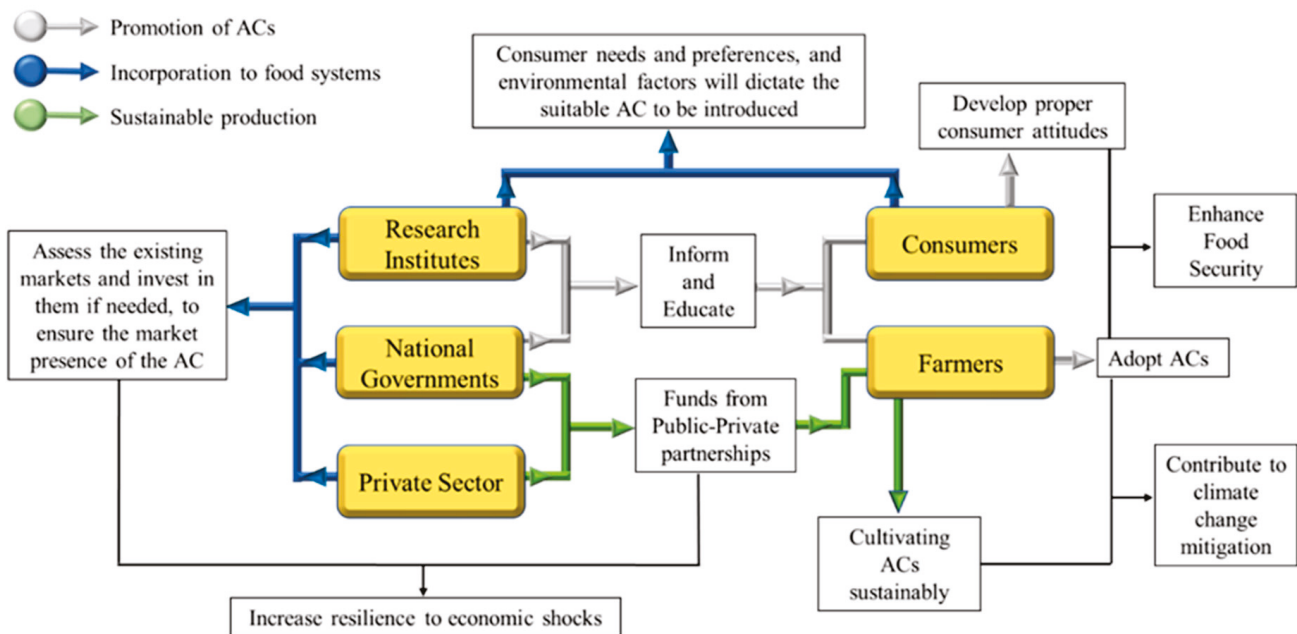 Promotion of ACs
Incorporation to food systems
Sustainable production
Consumer needs and preferences, and
environmental factors will dictate the
suitable AC to be introduced
Develop proper
consumer attitudes
Research
Institutes
Consumers
Enhance
Food
Security
Assess the existing
markets and invest in
them if needed, to
ensure the market
presence of the AC
Inform
and
Educate
National
Governments
Farmers
Adopt ACs
Funds from
Public-Private
partnerships
Private Sector
Contribute to
climate
change
mitigation
Cultivating
ACs
sustainably
Increase resilience to economic shocks